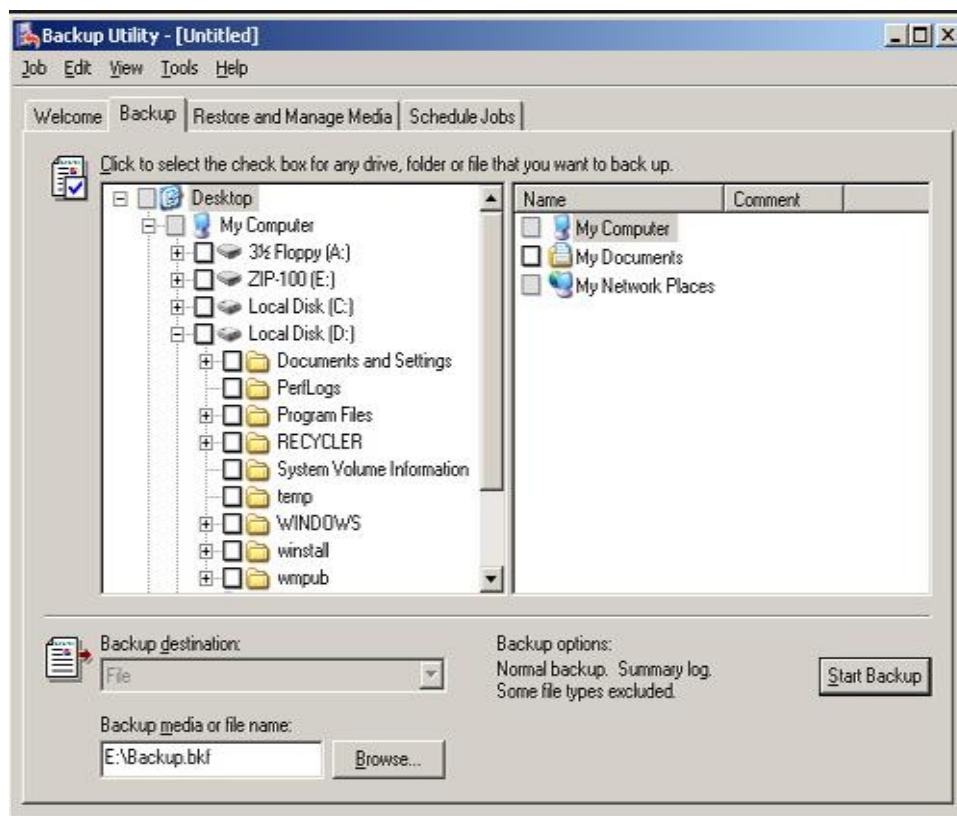 Backup Utility - [Untitled]
Job Edit View Tools Help
Welcome Backup Restore and Manage Media Schedule Jobs
Click to select the check box for any drive, folder or file that you want to back up.
Desktop
My Computer
3½ Floppy (A:)
ZIP-100 (E:)
Local Disk (C:)
Local Disk (D:)
Documents and Settings
PerfLogs
Program Files
RECYCLER
System Volume Information
temp
WINDOWS
winstall
wmpub
Name Comment
My Computer
My Documents
My Network Places
Backup destination:
File
Backup media or file name:
E:\Backup.bkf
Browse...
Backup options:
Normal backup. Summary log.
Some file types excluded.
Start Backup